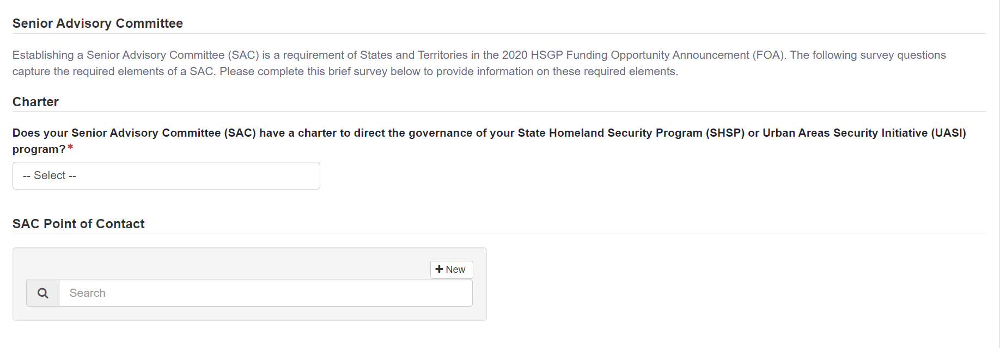 Senior Advisory Committee
Establishing a Senior Advisory Committee (SAC) is a requirement of States and Territories in the 2020 HSGP Funding Opportunity Announcement (FOA). The following survey questions
capture the required elements of a SAC. Please complete this brief survey below to provide information on these required elements.
Charter
Does your Senior Advisory Committee (SAC) have a charter to direct the governance of your State Homeland Security Program (SHSP) or Urban Areas Security Initiative (UASI)
program?*
-- Select --
SAC Point of Contact
+ New
Search